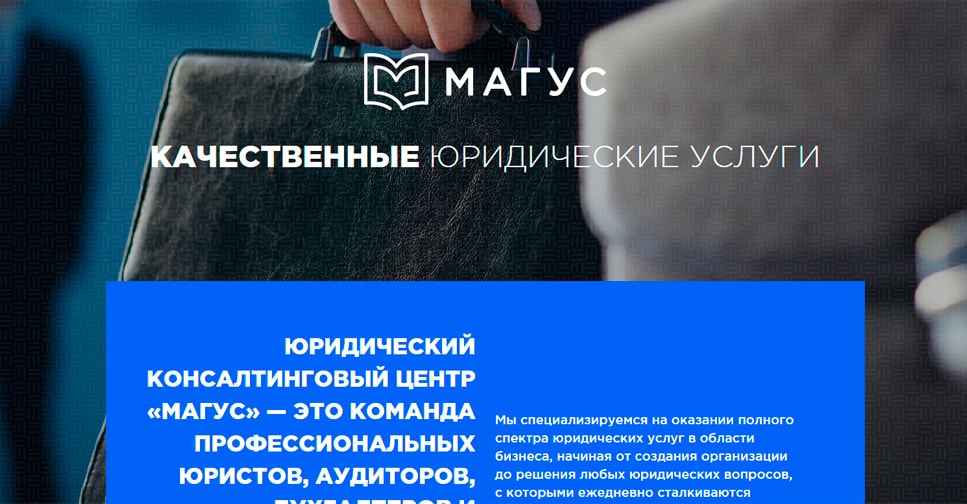 МАГУС
КАЧЕСТВЕННЫЕ ЮРИДИЧЕСКИЕ УСЛУГИ
ЮРИДИЧЕСКИЙ
КОНСАЛТИНГОВЫЙ ЦЕНТР
«МАГУС» — ЭТО КОМАНДА
ПРОФЕССИОНАЛЬНЫХ
ЮРИСТОВ, АУДИТОРОВ,
Мы специализируемся на оказании полного
спектра юридических услуг в области
бизнеса, начиная от создания организации
до решения любых юридических вопросов,
с которыми ежедневно сталкиваются